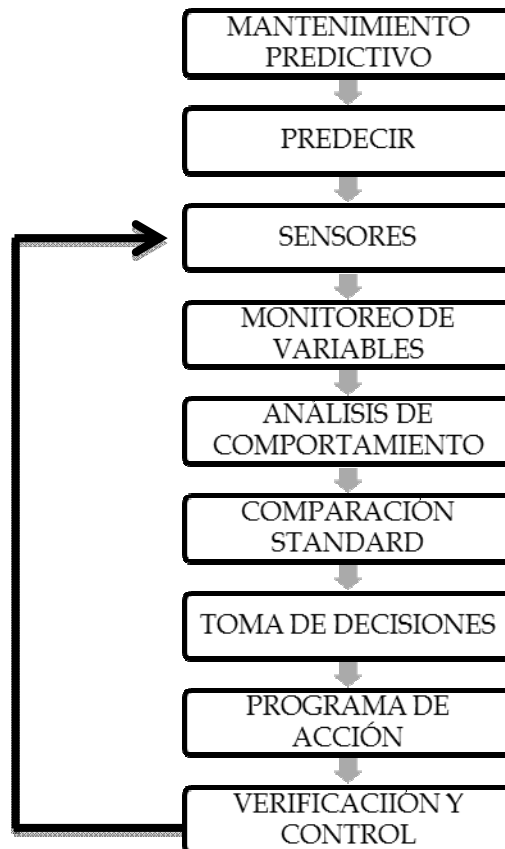 MANTENIMIENTO
PREDICTIVO
PREDECIR
SENSORES
MONITOREO DE
VARIABLES
ANÁLISIS DE
COMPORTAMIENTO
COMPARACIÓN
STANDARD
TOMA DE DECISIONES
PROGRAMA DE
ACCIÓN
VERIFICACIIÓN Y
CONTROL